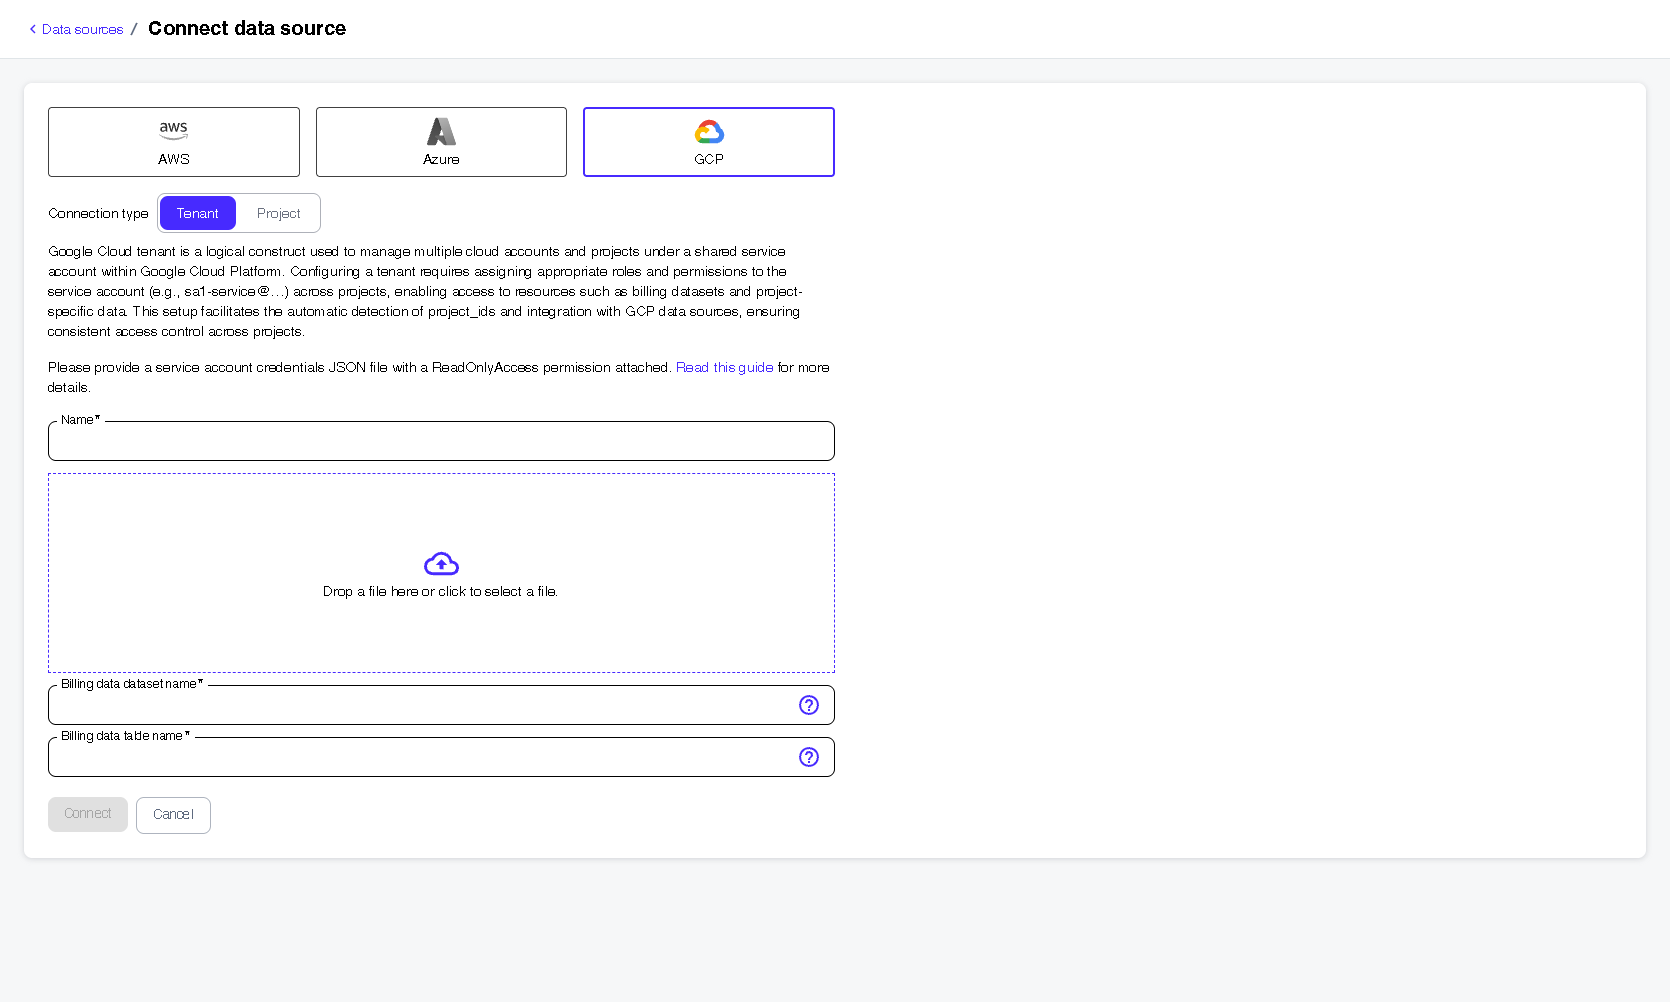 Data sources / Connect data source
aws
AWS
Azure
GCP
Connection type Tenant Project
Google Cloud tenant is a logical construct used to manage multiple cloud accounts and projects under a shared service
account within Google Cloud Platform. Configuring a tenant requires assigning appropriate roles and permissions to the
service account (e.g., sa1-service@...) across projects, enabling access to resources such as billing datasets and project-
specific data. This setup facilitates the automatic detection of project_ids and integration with GCP data sources, ensuring
consistent access control across projects.
Please provide a service account credentials JSON file with a ReadOnlyAccess permission attached. Read this guide for more
details.
Name*
Drop a file here or click to select a file.
Billing data dataset name*
Billing data table name*
Connect Cancel